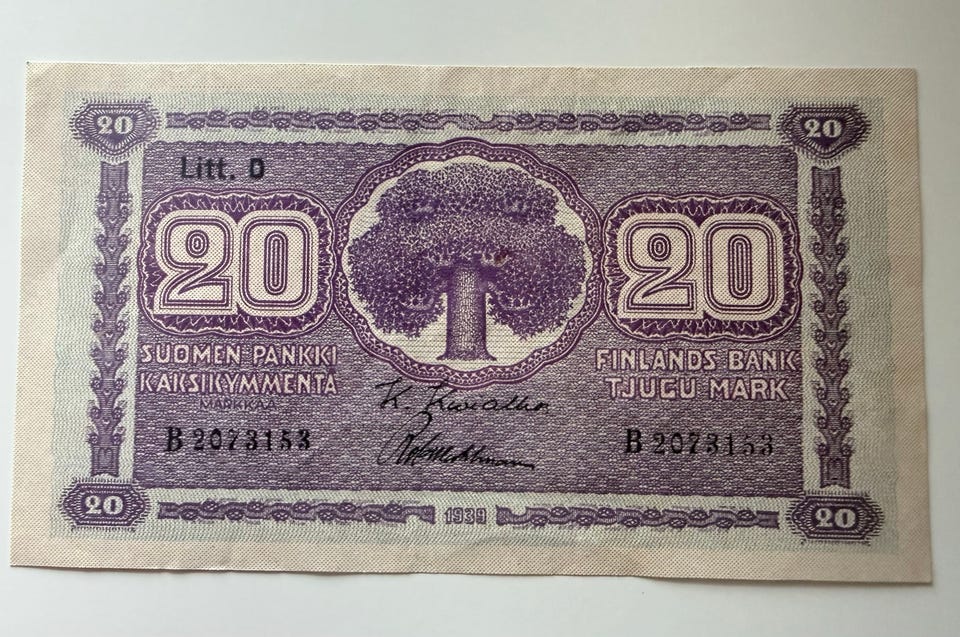 20 20
Litt. D
20 20
SUOMEN PANKKI
KAKSIKYMMENTÄ
MARKKAA
FINLANDS BANK
TJUGU MARK
B 2073153 B 2073153
20 1939 20